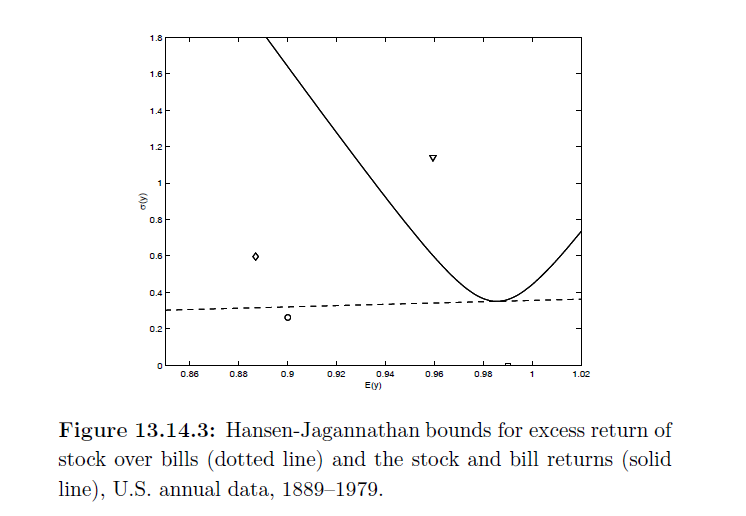 1.8
1.6
1.4
1.2
1
0.8
0.6
0.4
0.2
0
σ(y)
0.86 0.88 0.9 0.92 0.94 0.96 0.98 1 1.02
E(y)
Figure 13.14.3: Hansen-Jagannathan bounds for excess return of
stock over bills (dotted line) and the stock and bill returns (solid
line), U.S. annual data, 1889–1979.